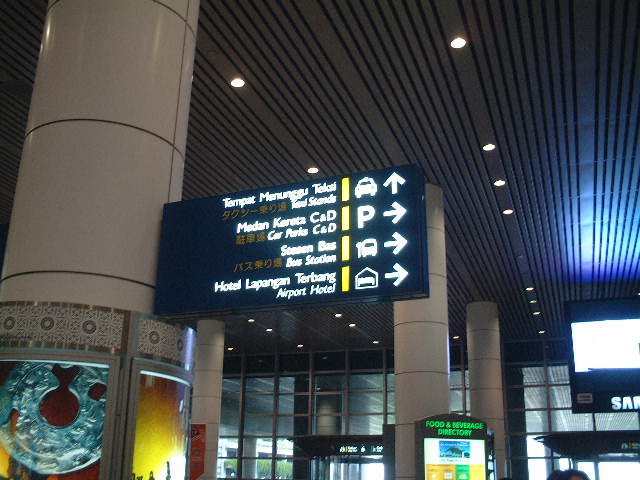 Tempat Menunggu Teksi
タクシー乗り場 Taxi Stands
Medan Kereta C&D
駐車場 Car Parks C&D
P
Stesen Bas
バス乗り場 Bus Station
Hotel Lapangan Terbang
Airport Hotel
FOOD & BEVERAGE
DIRECTORY
SAM